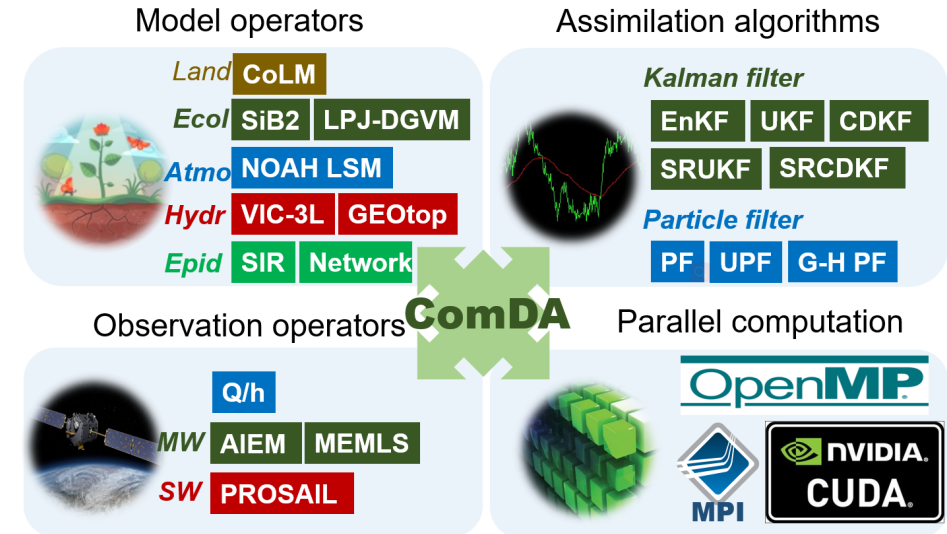 Model operators
Land CoLM
Ecol SiB2 LPJ-DGVM
Atmo NOAH LSM
Hydr VIC-3L GEOtop
Epid SIR Network
Assimilation algorithms
Kalman filter
EnKF UKF CDKF
SRUKF SRCDKF
Particle filter
PF UPF G-H PF
ComDA
Observation operators
Q/h
MW AIEM MEMLS
SW PROSAIL
Parallel computation
OpenMP
MPI
NVIDIA.
CUDA.